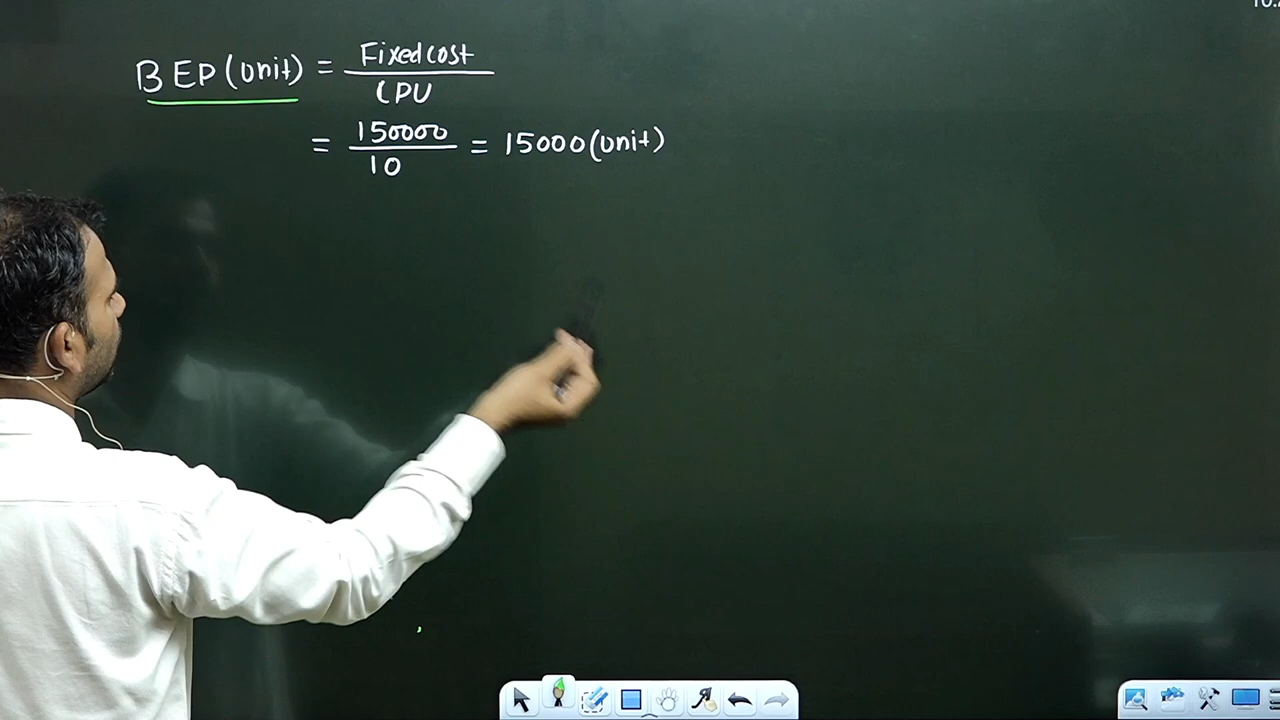 BEP (unit) = Fixed cost / CPU
= 150000 / 10 = 15000 (unit)